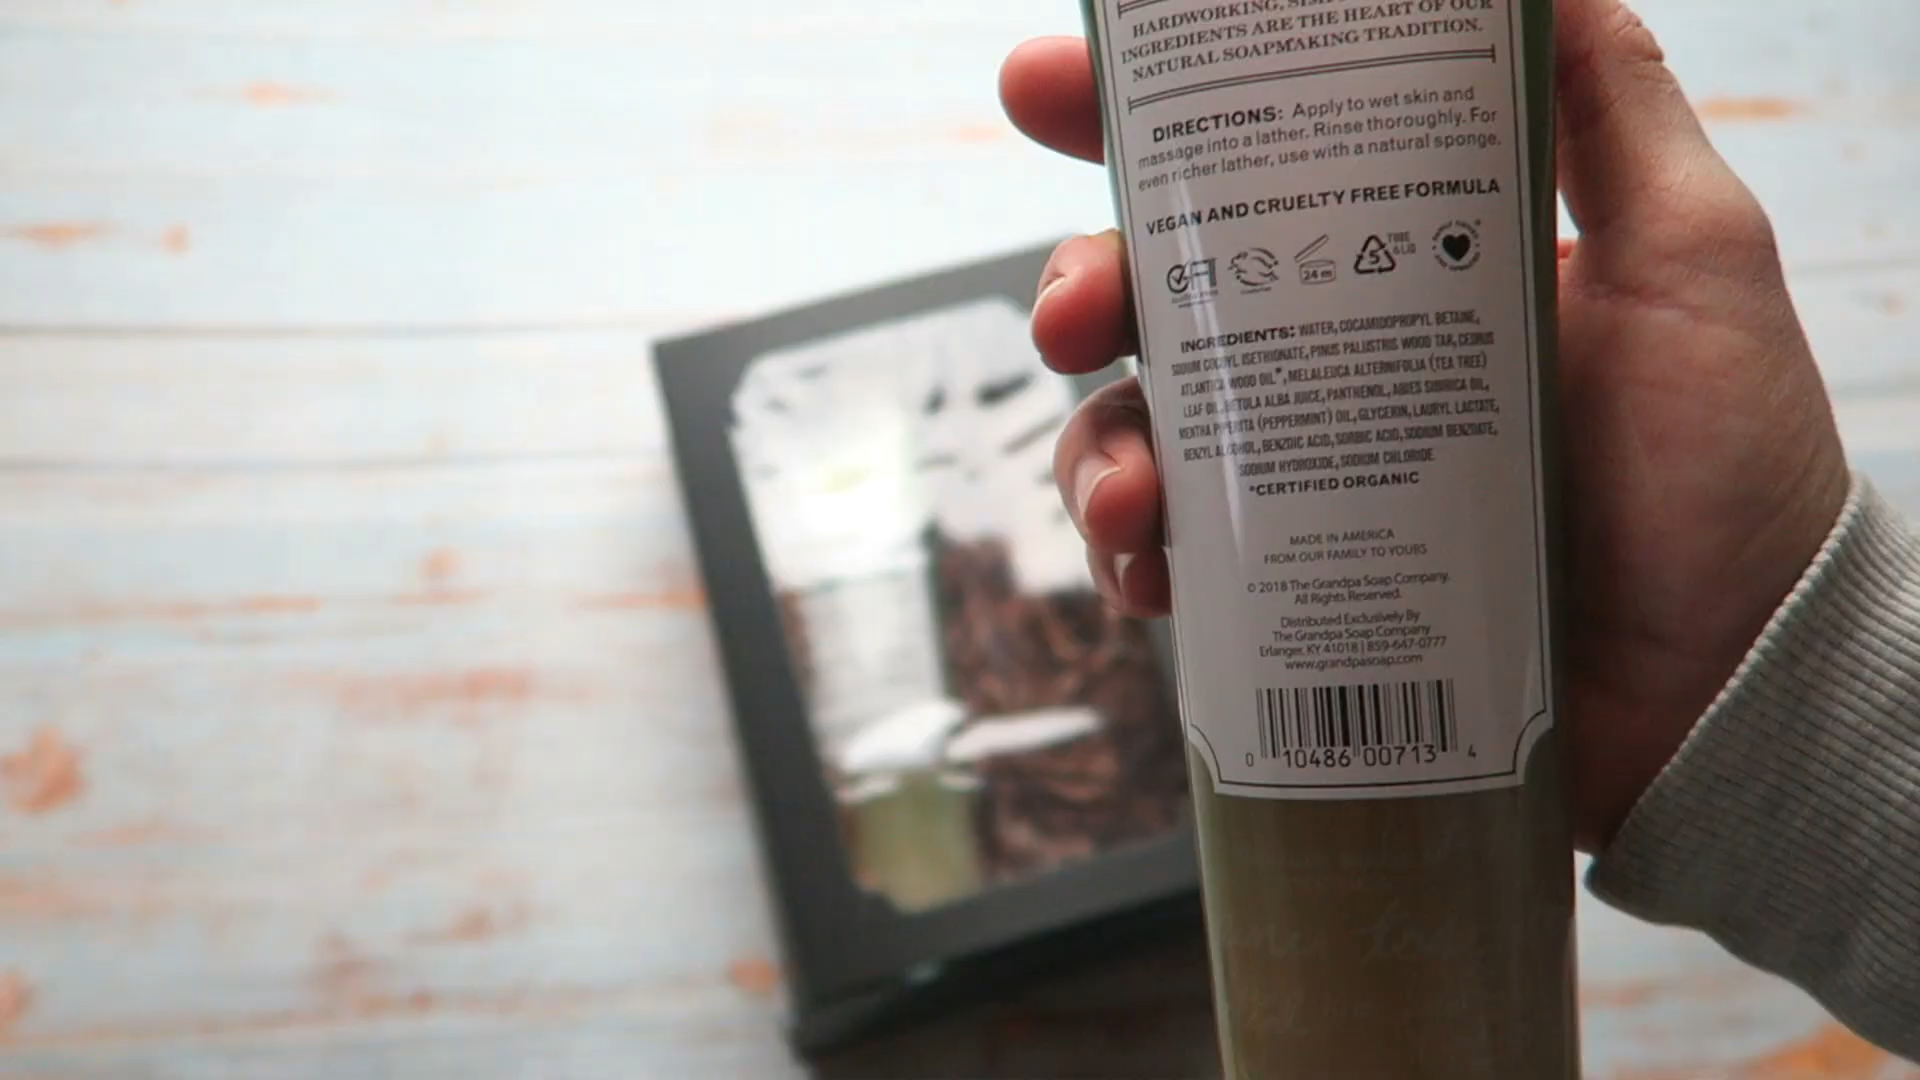 HARDWORKING,
INGREDIENTS ARE THE HEART OF OUR
NATURAL SOAPMAKING TRADITION.
DIRECTIONS: Apply to wet skin and
massage into a lather. Rinse thoroughly. For
even richer lather, use with a natural sponge.
VEGAN AND CRUELTY FREE FORMULA
24 m
5
TUBE
& LID
INGREDIENTS: WATER, COCAMIDOPROPYL BETAINE,
SODIUM COCOYL ISETHIONATE, PINUS PALUSTRIS WOOD TAR, CEDRUS
ATLANTICA WOOD OIL*, MELALEUCA ALTERNIFOLIA (TEA TREE)
LEAF OIL, BETULA ALBA JUICE, PANTHENOL, ABIES SIBIRICA OIL,
MENTHA PIPERITA (PEPPERMINT) OIL, GLYCERIN, LAURYL LACTATE,
BENZYL ALCOHOL, BENZOIC ACID, SORBIC ACID, SODIUM BENZOATE,
SODIUM HYDROXIDE, SODIUM CHLORIDE
*CERTIFIED ORGANIC
MADE IN AMERICA
FROM OUR FAMILY TO YOURS
© 2018 The Grandpa Soap Company.
All Rights Reserved.
Distributed Exclusively By
The Grandpa Soap Company
Erlanger, KY 41018 | 859-647-0777
www.grandpasoap.com
0 10486 00713 4